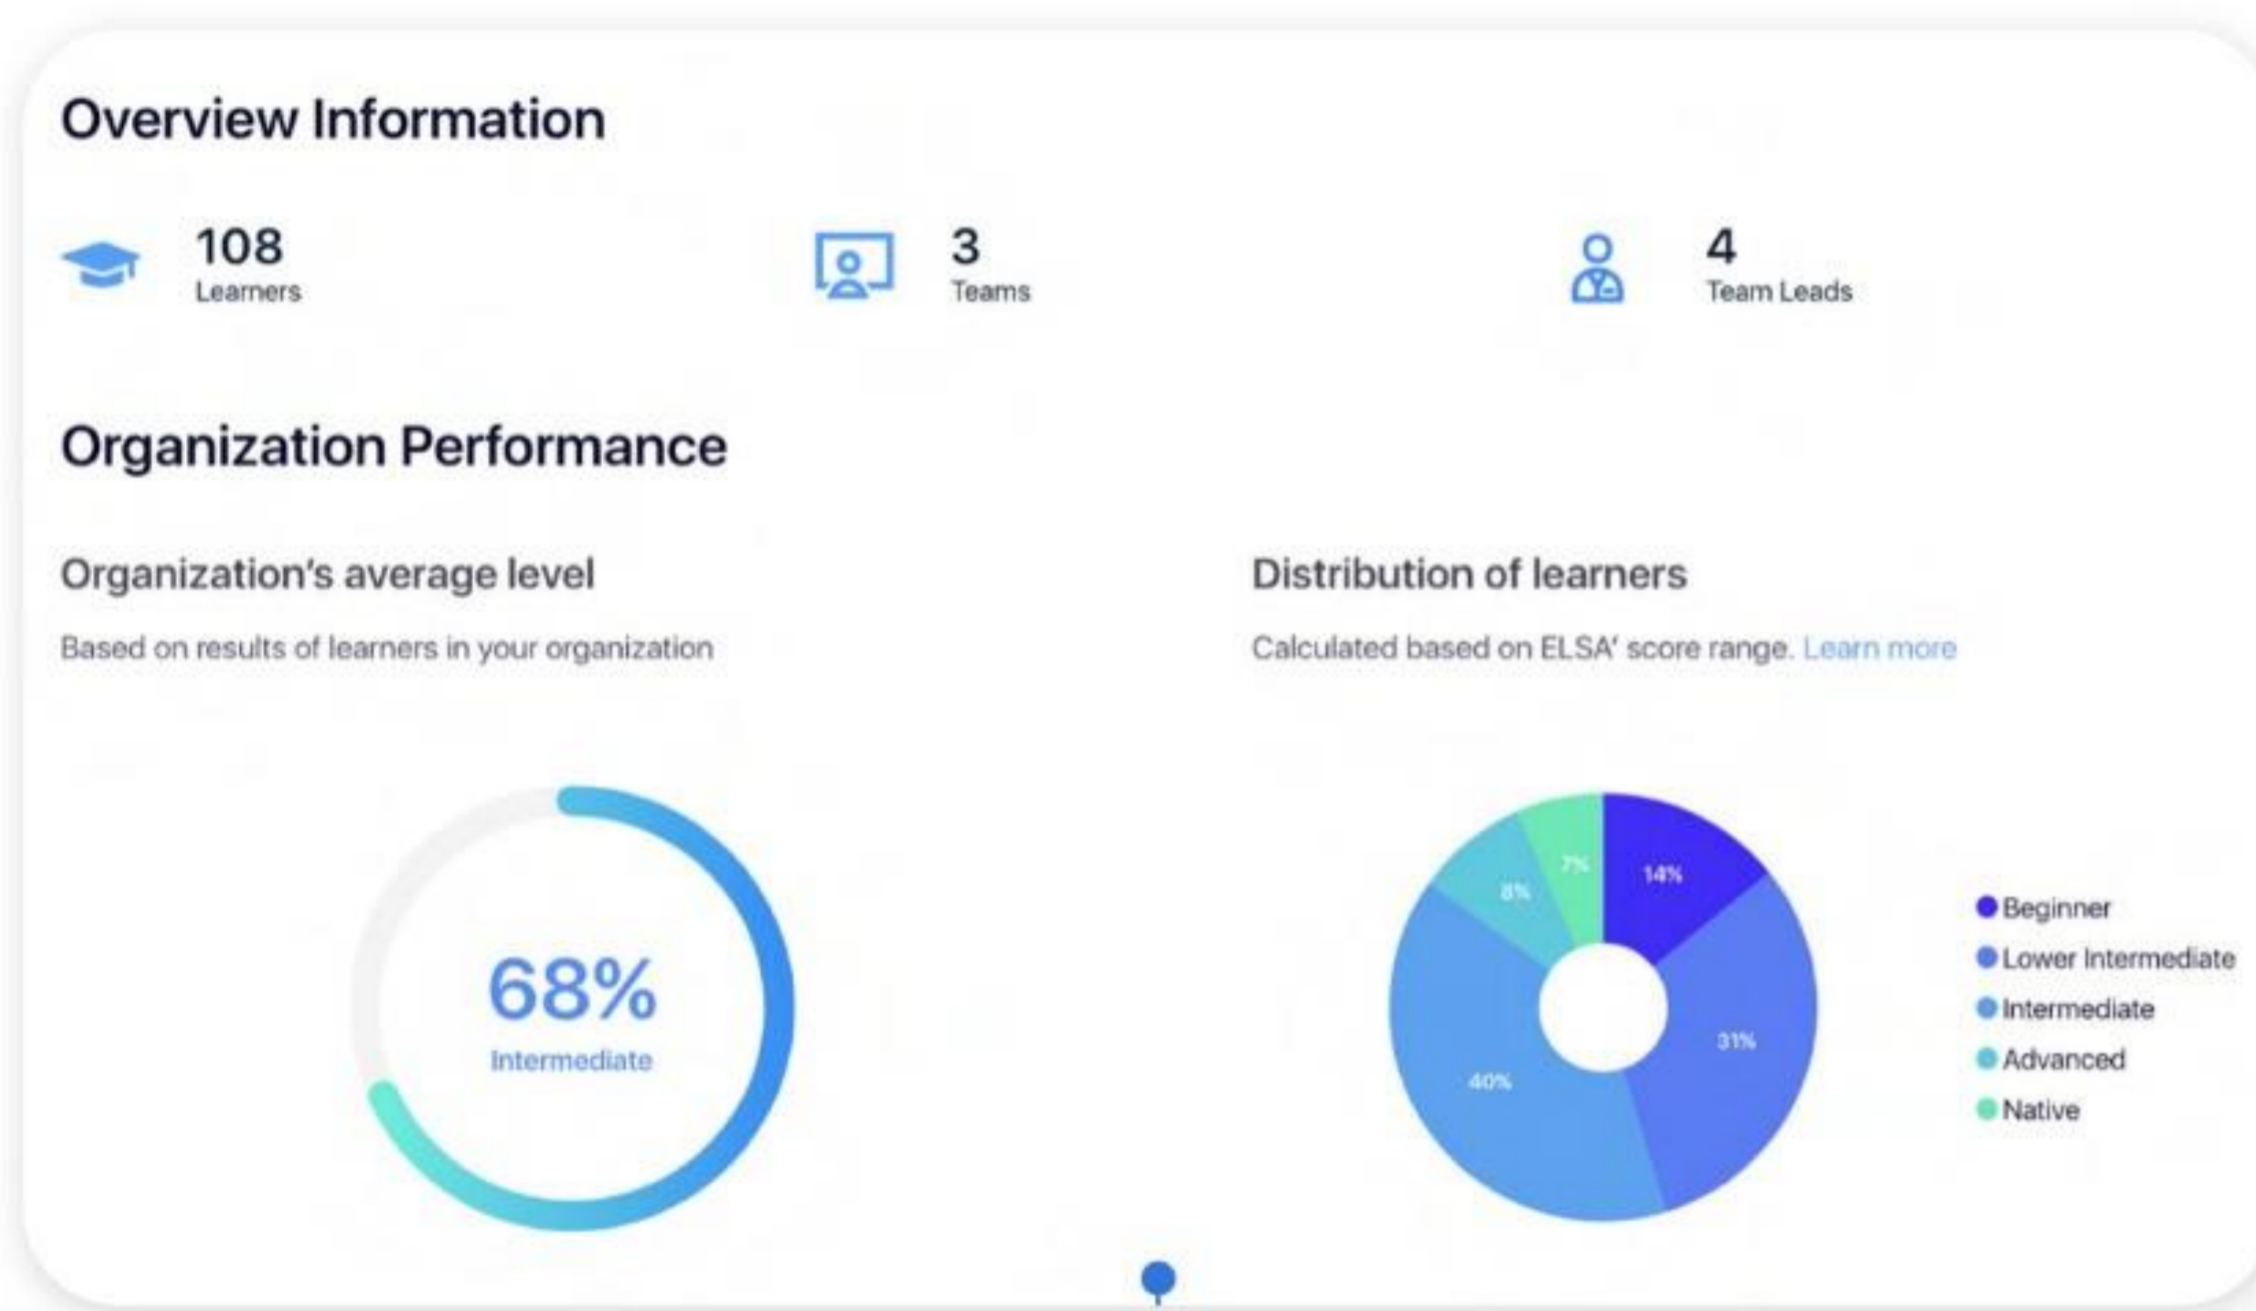 Overview Information
108
Learners
3
Teams
4
Team Leads
Organization Performance
Organization's average level
Based on results of learners in your organization
68%
Intermediate
Distribution of learners
Calculated based on ELSA' score range. Learn more
7%
14%
8%
31%
40%
Beginner
Lower Intermediate
Intermediate
Advanced
Native